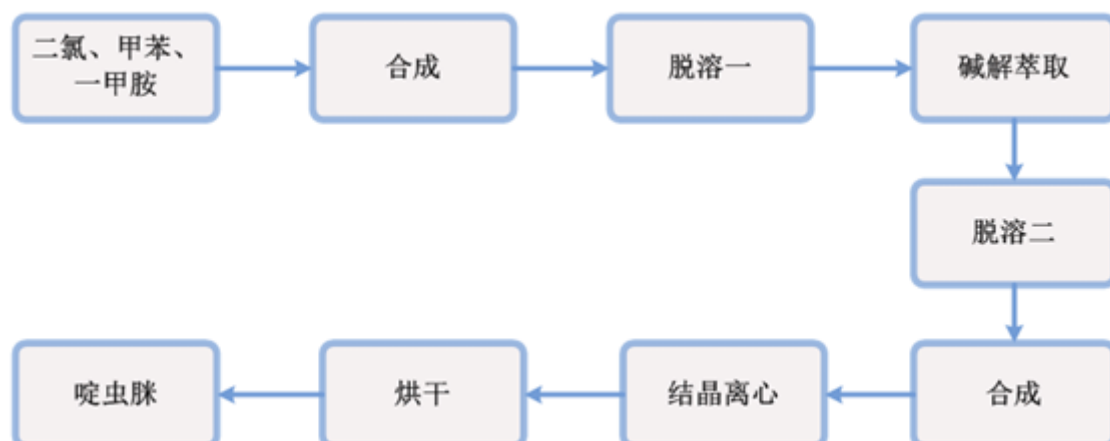 二氯、甲苯、
一甲胺
合成
脱溶一
碱解萃取
脱溶二
合成
结晶离心
烘干
啶虫脒